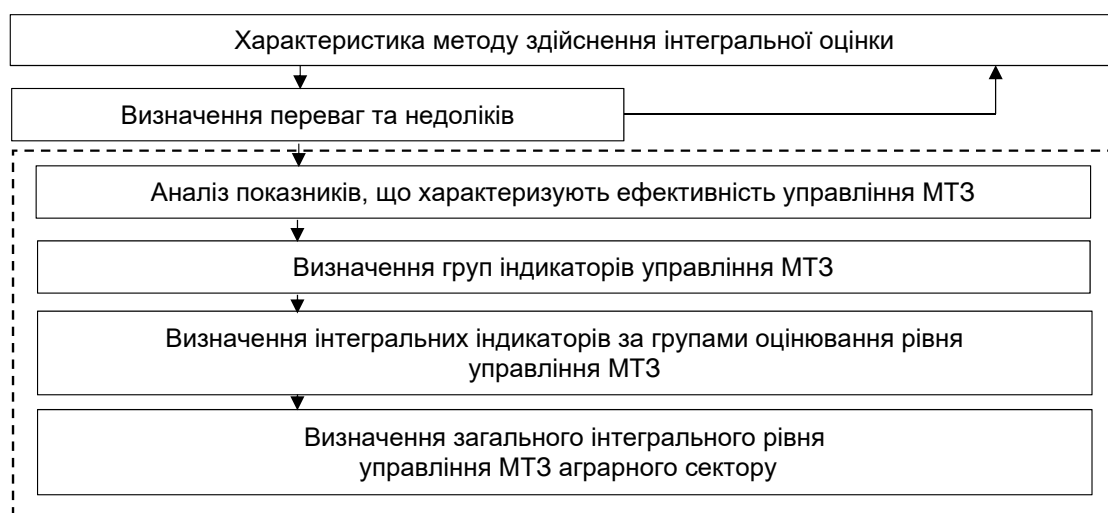 Характеристика методу здійснення інтегральної оцінки
Визначення переваг та недоліків
Аналіз показників, що характеризують ефективність управління МТЗ
Визначення груп індикаторів управління МТЗ
Визначення інтегральних індикаторів за групами оцінювання рівня
управління МТЗ
Визначення загального інтегрального рівня
управління МТЗ аграрного сектору